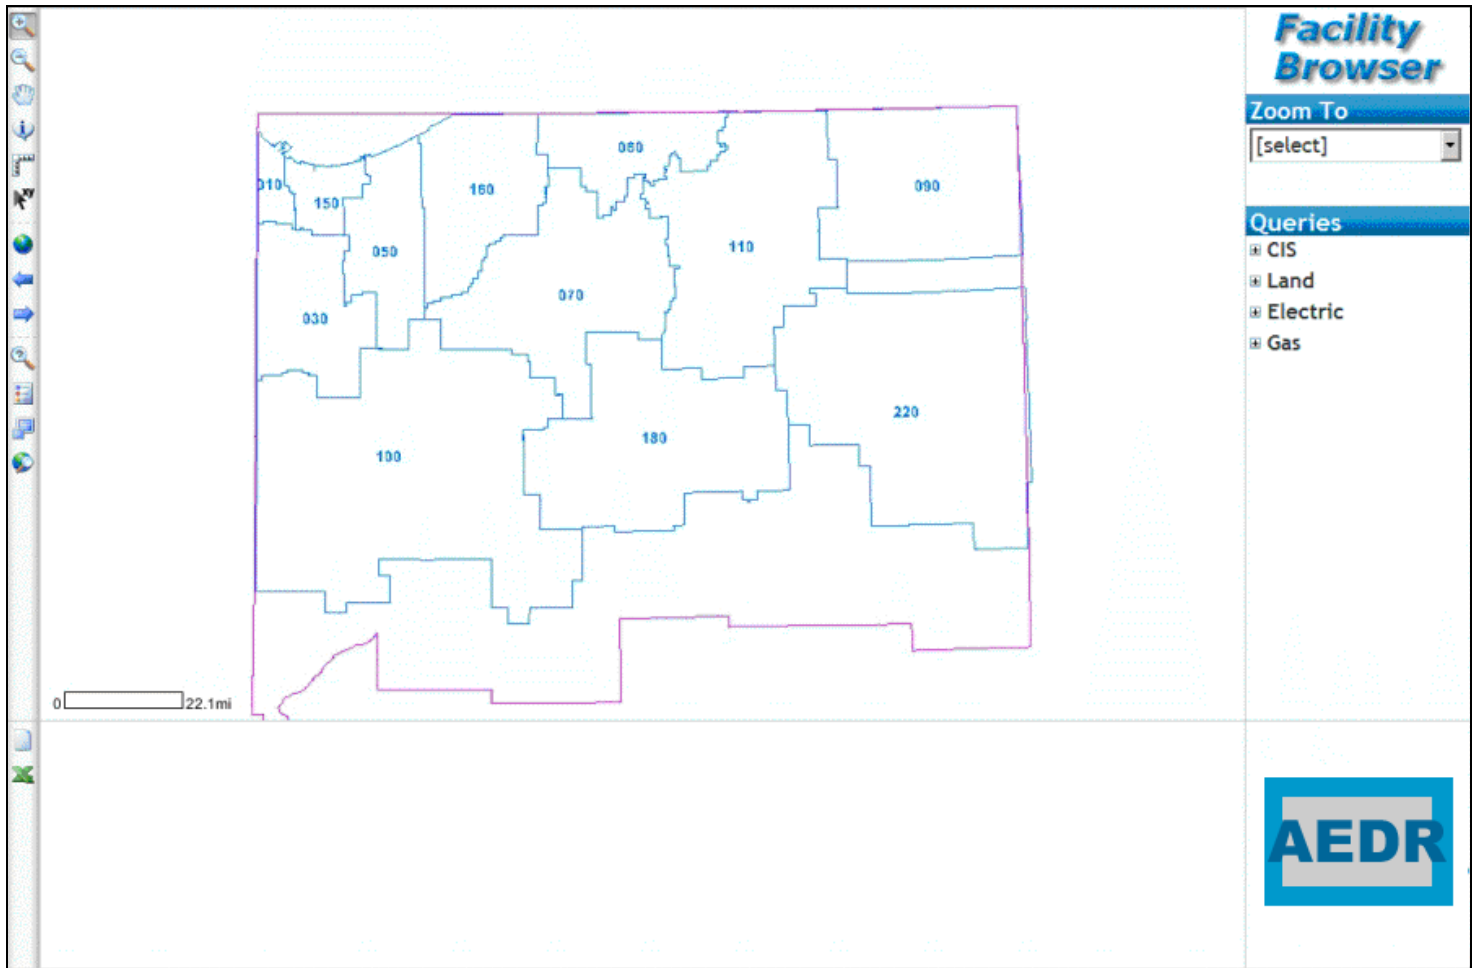 Facility
Browser
Zoom To
[select]
Queries
CIS
Land
Electric
Gas
060
010
150
160
090
050
110
070
030
220
180
100
0 22.1mi
xy
AEDR